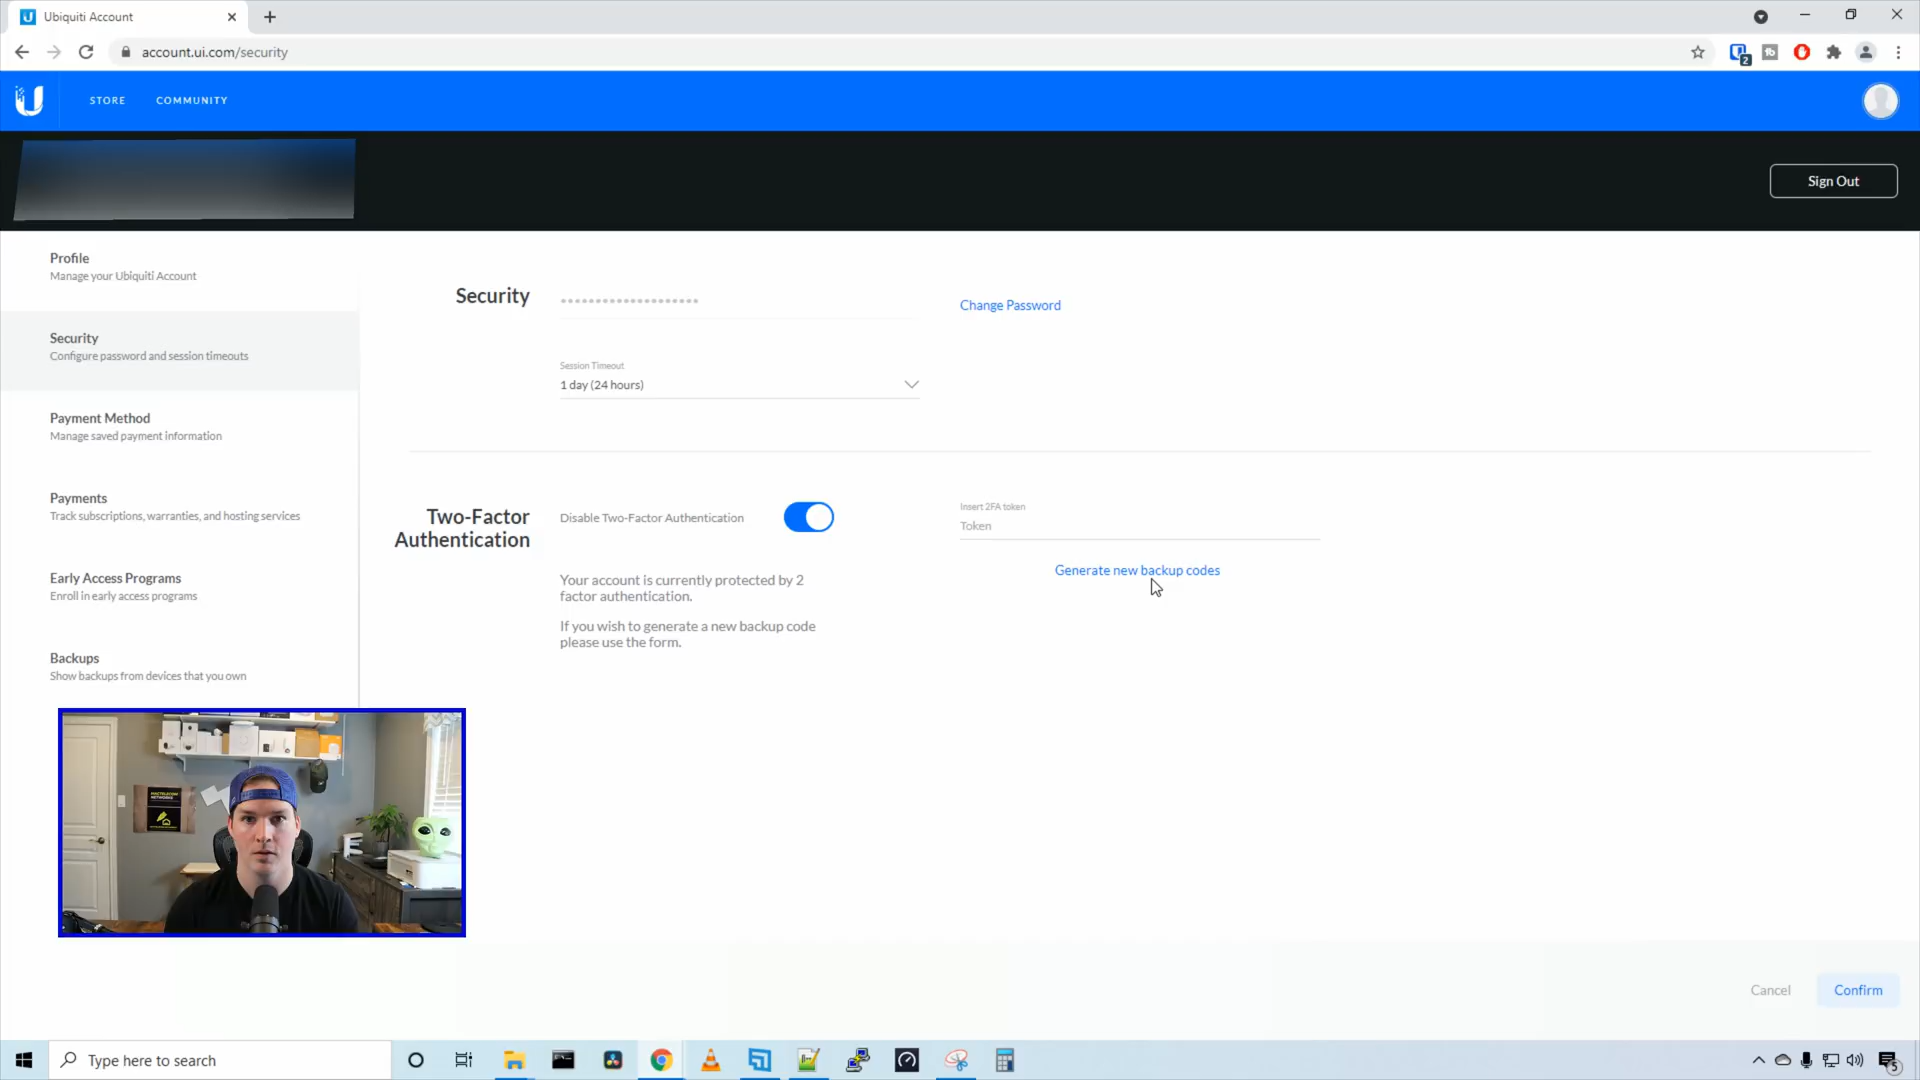 Ubiquiti Account
account.ui.com/security
2
STORE
COMMUNITY
Sign Out
Profile
Manage your Ubiquiti Account
Security
Configure password and session timeouts
Payment Method
Manage saved payment information
Payments
Track subscriptions, warranties, and hosting services
Early Access Programs
Enroll in early access programs
Backups
Show backups from devices that you own
Security
Change Password
Session Timeout
1 day (24 hours)
Two-Factor
Authentication
Disable Two-Factor Authentication
Your account is currently protected by 2
factor authentication.
If you wish to generate a new backup code
please use the form.
Insert 2FA token
Token
Generate new backup codes
MACTELECOM
NETWORKS
Cancel
Confirm
Type here to search
5